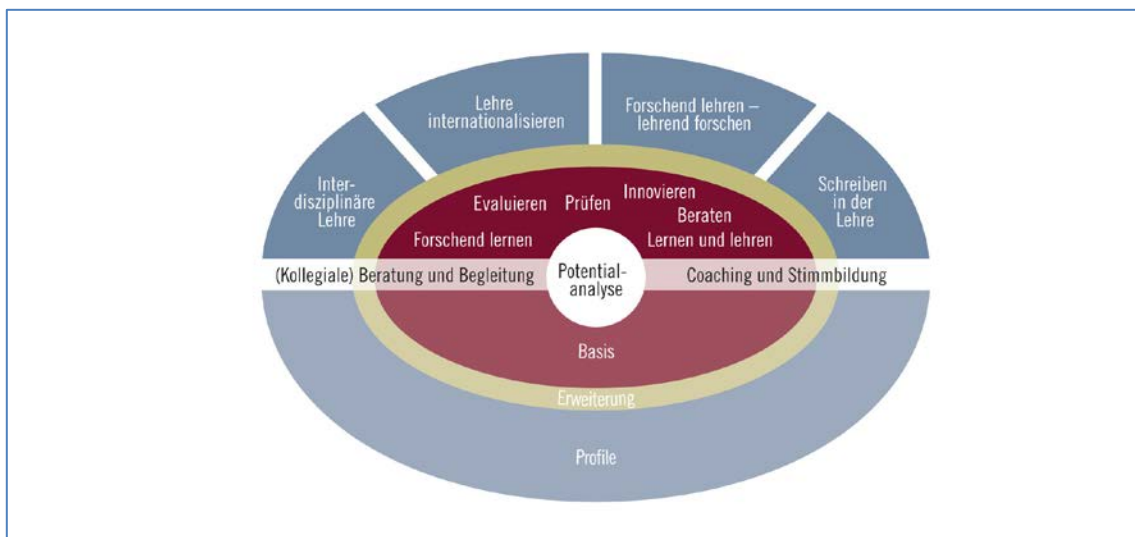 Lehre
internationalisieren
Forschend lehren –
lehrend forschen
Inter-
disziplinäre
Lehre
Schreiben
in der
Lehre
Evaluieren
Prüfen
Innovieren
Beraten
Forschend lernen
Lernen und lehren
(Kollegiale) Beratung und Begleitung
Potential-
analyse
Coaching und Stimmbildung
Basis
Erweiterung
Profile